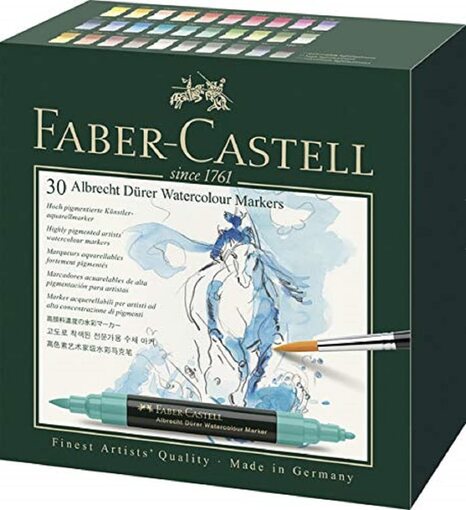 FABER-CASTELL
since 1761
30 Albrecht Dürer Watercolour Markers
Hoch pigmentierte Künstler-
aquarellmarker
Highly pigmented artists'
watercolour markers
Marqueurs aquarellables
fortement pigmentés
Marcadores acuarelables de alta
pigmentación para artistas
Marker acquerellabili per artisti ad
alta concentrazione di pigmenti
高顔料濃度の水彩マーカー
고도로 착색된 전문가용 수채 마커
高色素艺术家级水彩马克笔
FABER-CASTELL
Albrecht Dürer Watercolour Marker
Finest Artists' Quality · Made in Germany